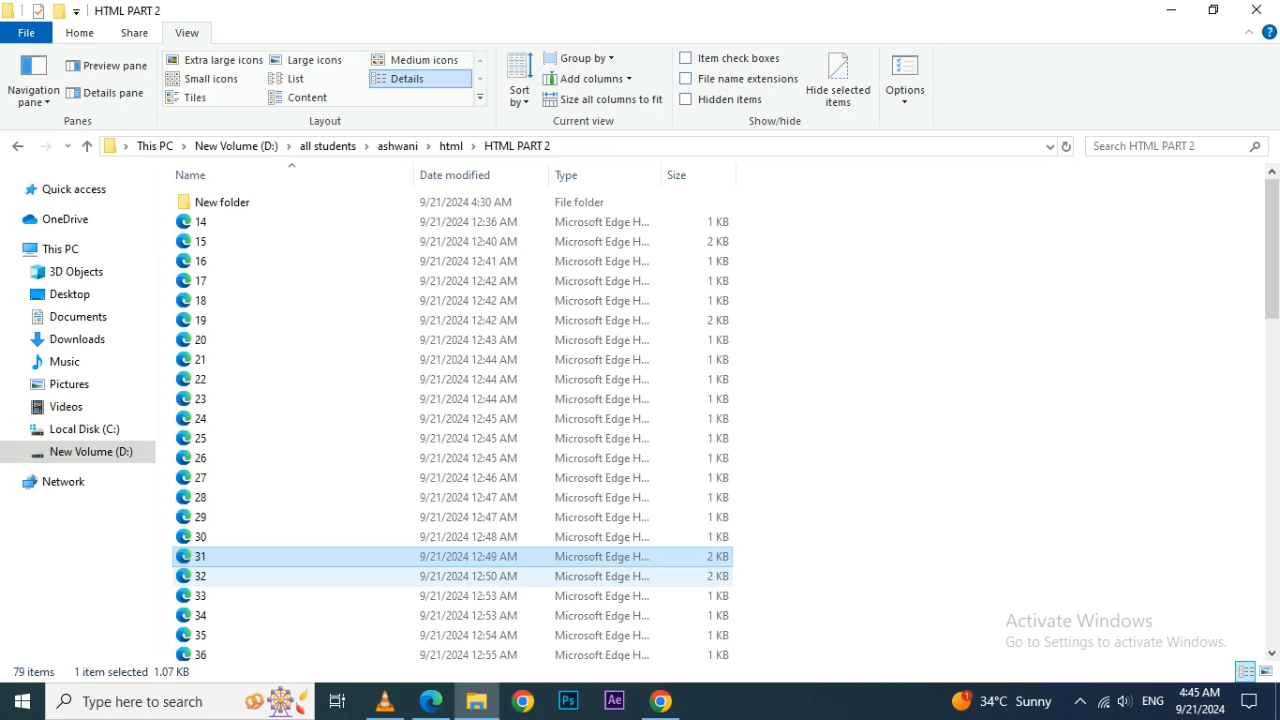 HTML PART 2
File Home Share View
Navigation pane Preview pane Details pane
Panes
Extra large icons Large icons Medium icons
Small icons List Details
Tiles Content
Layout
Sort by Group by
Add columns
Size all columns to fit
Current view
Item check boxes
File name extensions
Hidden items
Hide selected items
Show/hide
Options
This PC New Volume (D:) all students ashwani html HTML PART 2
Search HTML PART 2
Quick access
OneDrive
This PC
3D Objects
Desktop
Documents
Downloads
Music
Pictures
Videos
Local Disk (C:)
New Volume (D:)
Network
Name Date modified Type Size
New folder 9/21/2024 4:30 AM File folder
14 9/21/2024 12:36 AM Microsoft Edge H... 1 KB
15 9/21/2024 12:40 AM Microsoft Edge H... 2 KB
16 9/21/2024 12:41 AM Microsoft Edge H... 1 KB
17 9/21/2024 12:42 AM Microsoft Edge H... 1 KB
18 9/21/2024 12:42 AM Microsoft Edge H... 1 KB
19 9/21/2024 12:42 AM Microsoft Edge H... 2 KB
20 9/21/2024 12:43 AM Microsoft Edge H... 1 KB
21 9/21/2024 12:44 AM Microsoft Edge H... 1 KB
22 9/21/2024 12:44 AM Microsoft Edge H... 1 KB
23 9/21/2024 12:44 AM Microsoft Edge H... 1 KB
24 9/21/2024 12:45 AM Microsoft Edge H... 1 KB
25 9/21/2024 12:45 AM Microsoft Edge H... 1 KB
26 9/21/2024 12:45 AM Microsoft Edge H... 1 KB
27 9/21/2024 12:46 AM Microsoft Edge H... 1 KB
28 9/21/2024 12:47 AM Microsoft Edge H... 1 KB
29 9/21/2024 12:47 AM Microsoft Edge H... 1 KB
30 9/21/2024 12:48 AM Microsoft Edge H... 1 KB
31 9/21/2024 12:49 AM Microsoft Edge H... 2 KB
32 9/21/2024 12:50 AM Microsoft Edge H... 2 KB
33 9/21/2024 12:53 AM Microsoft Edge H... 1 KB
34 9/21/2024 12:53 AM Microsoft Edge H... 1 KB
35 9/21/2024 12:54 AM Microsoft Edge H... 1 KB
36 9/21/2024 12:55 AM Microsoft Edge H... 1 KB
Activate Windows
Go to Settings to activate Windows.
79 items 1 item selected 1.07 KB
Type here to search
Ps Ae
1 34°C Sunny ENG 4:45 AM
9/21/2024